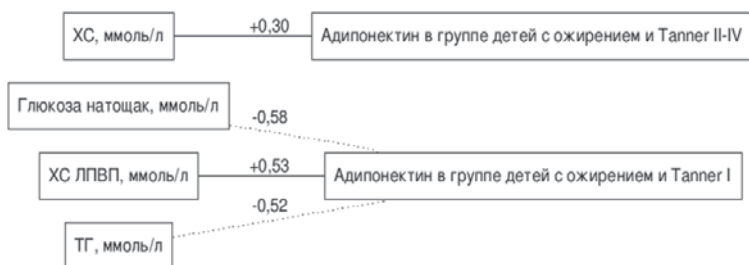 ХС, ммоль/л
+0,30
Адипонектин в группе детей с ожирением и Tanner II-IV
Глюкоза натощак, ммоль/л
-0,58
ХС ЛПВП, ммоль/л
+0,53
Адипонектин в группе детей с ожирением и Tanner I
-0,52
ТГ, ммоль/л